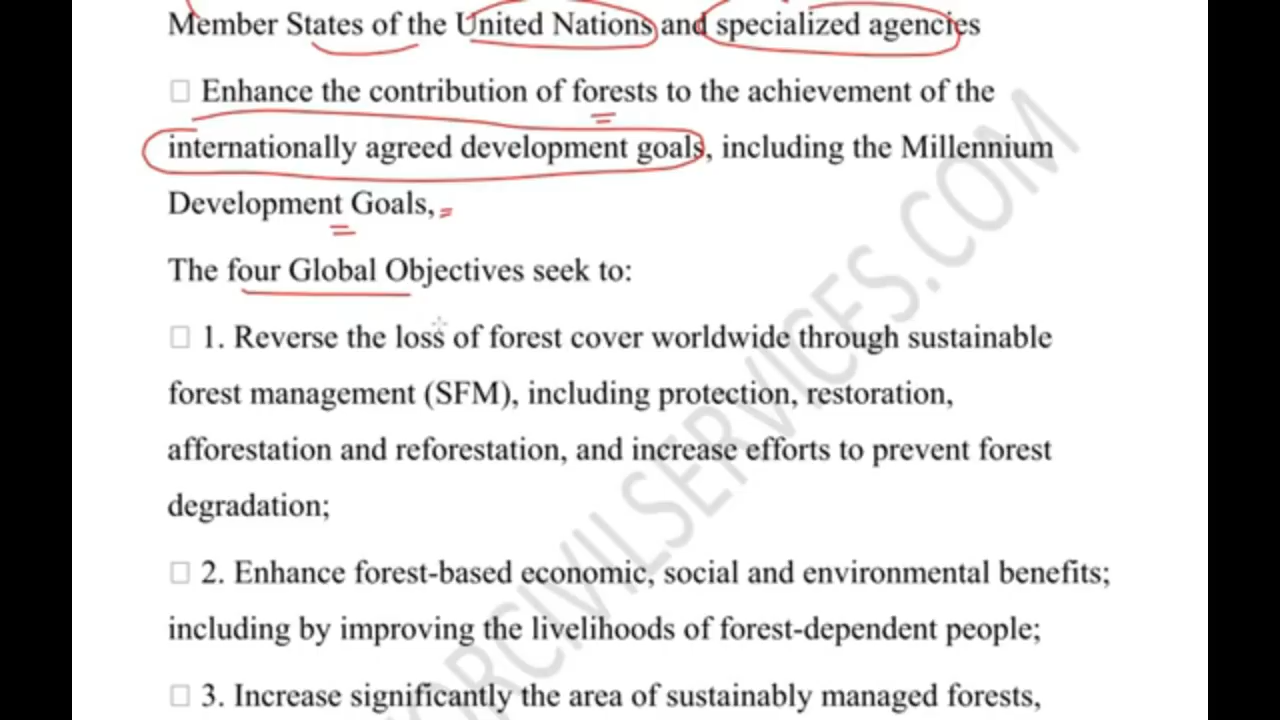 Member States of the United Nations and specialized agencies
Enhance the contribution of forests to the achievement of the
internationally agreed development goals, including the Millennium
Development Goals,
The four Global Objectives seek to:
1. Reverse the loss of forest cover worldwide through sustainable
forest management (SFM), including protection, restoration,
afforestation and reforestation, and increase efforts to prevent forest
degradation;
2. Enhance forest-based economic, social and environmental benefits;
including by improving the livelihoods of forest-dependent people;
3. Increase significantly the area of sustainably managed forests,
ORCIVILSERVICES.COM